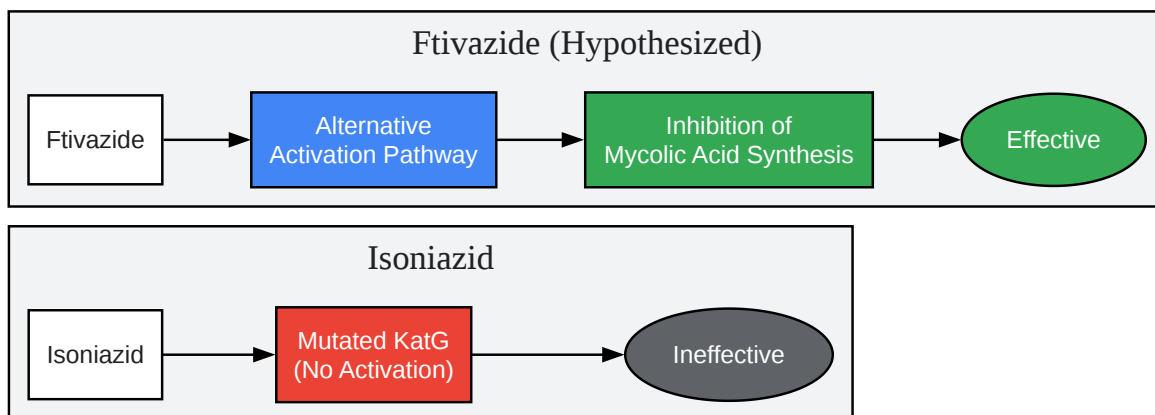 Ftivazide (Hypothesized)
Ftivazide
Alternative
Activation Pathway
Inhibition of
Mycolic Acid Synthesis
Effective
Isoniazid
Isoniazid
Mutated KatG
(No Activation)
Ineffective